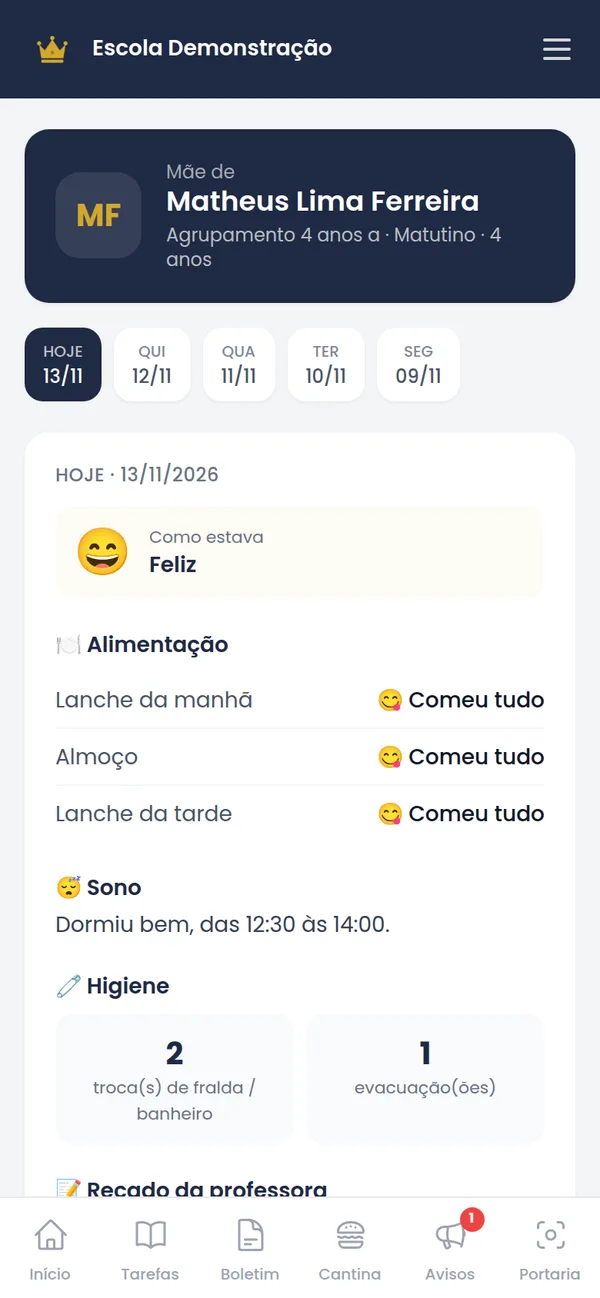 Escola Demonstração
MF
Mãe de
Matheus Lima Ferreira
Agrupamento 4 anos a · Matutino · 4
anos
HOJE
13/11
QUI
12/11
QUA
11/11
TER
10/11
SEG
09/11
HOJE · 13/11/2026
😄
Como estava
Feliz
🍽️ Alimentação
Lanche da manhã 😋 Comeu tudo
Almoço 😋 Comeu tudo
Lanche da tarde 😋 Comeu tudo
😴 Sono
Dormiu bem, das 12:30 às 14:00.
🧷 Higiene
2
troca(s) de fralda /
banheiro
1
evacuação(ões)
📝 Recado da professora
Início
Tarefas
Boletim
Cantina
1
Avisos
Portaria